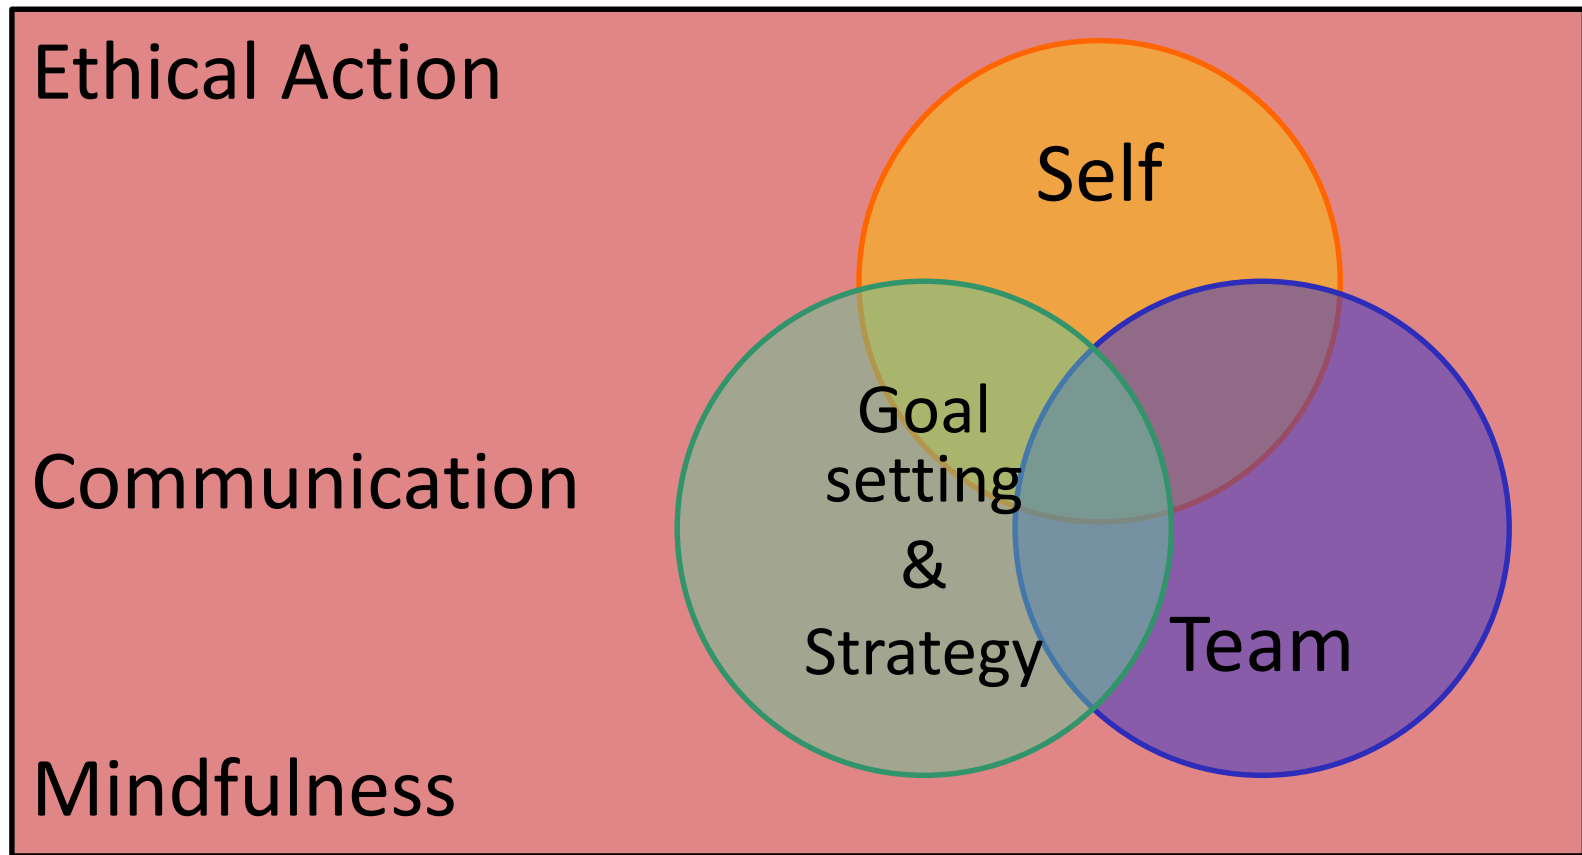 Ethical Action
Self
Goal
setting
&
Strategy
Communication
Team
Mindfulness